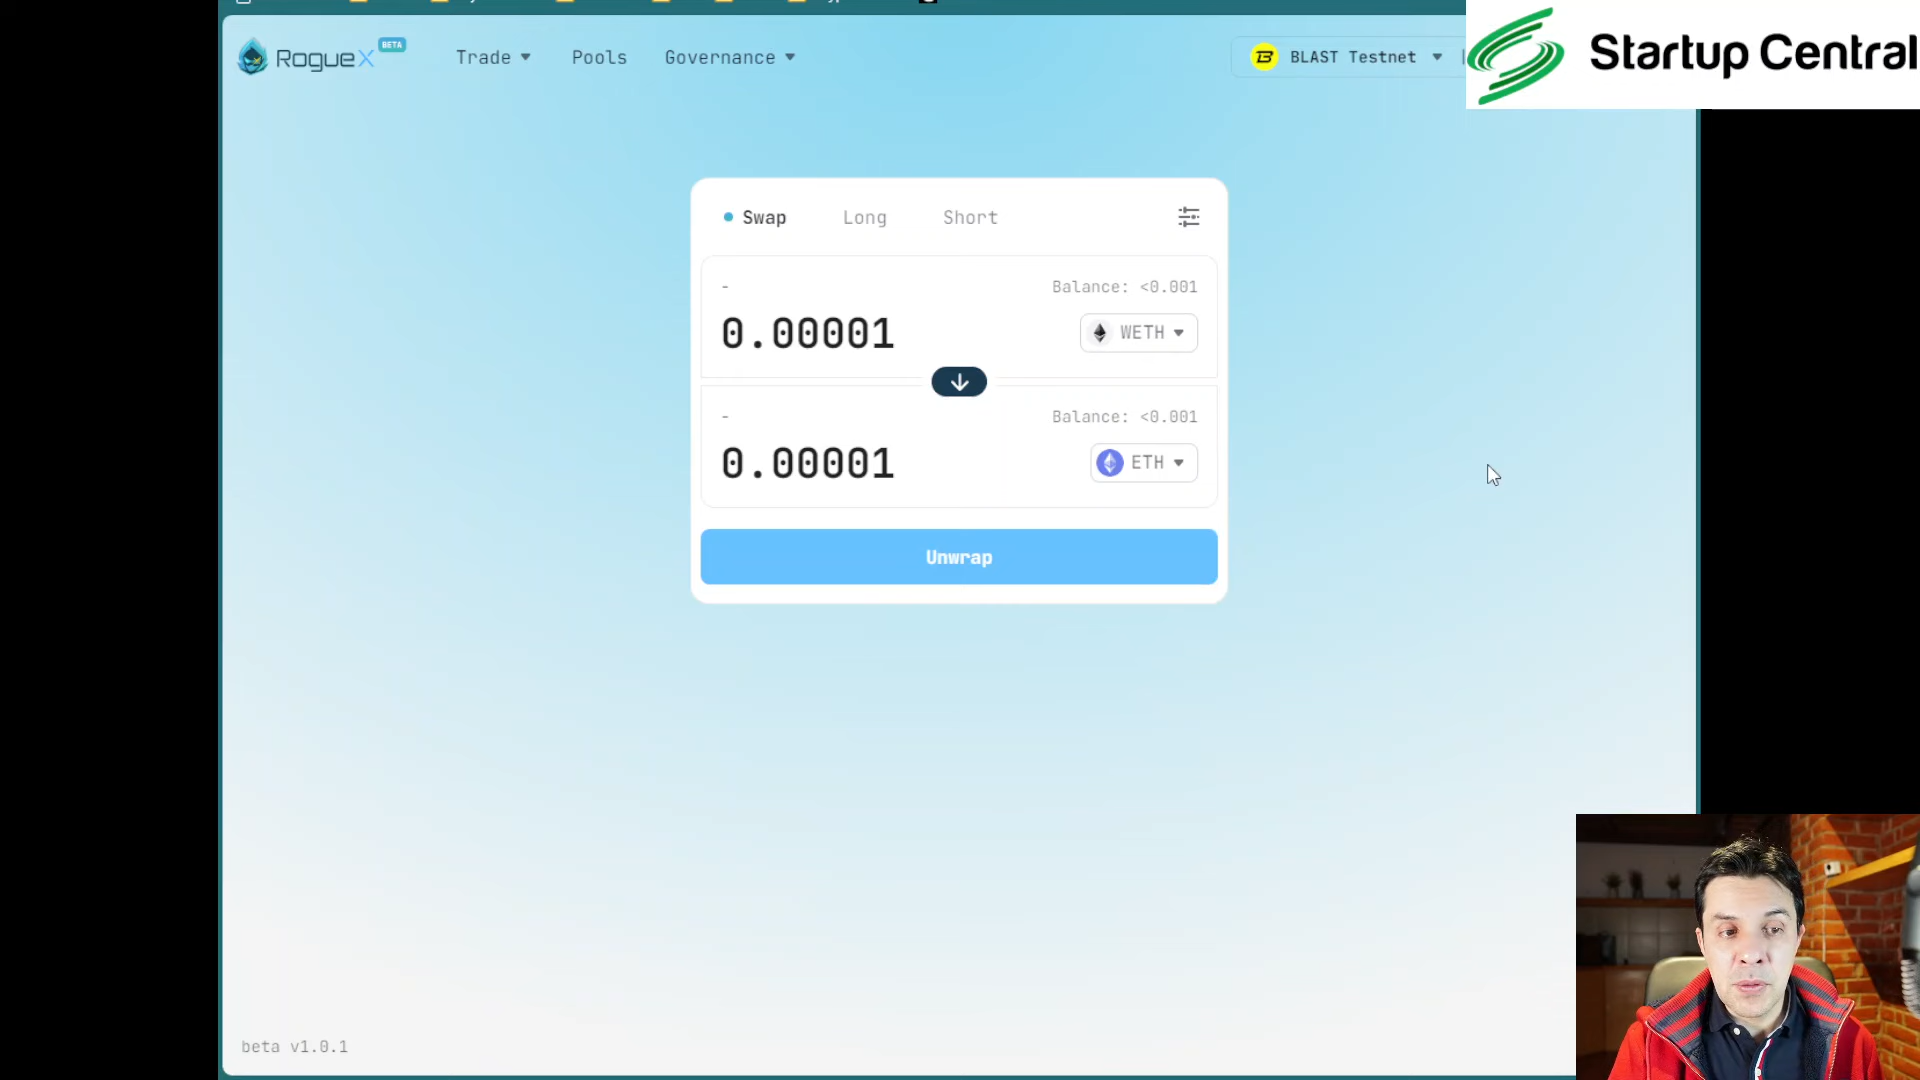 RogueX BETA
Trade
Pools
Governance
BLAST Testnet
Startup Central
Swap
Long
Short
-
Balance: <0.001
0.00001
WETH
-
Balance: <0.001
0.00001
ETH
Unwrap
beta v1.0.1